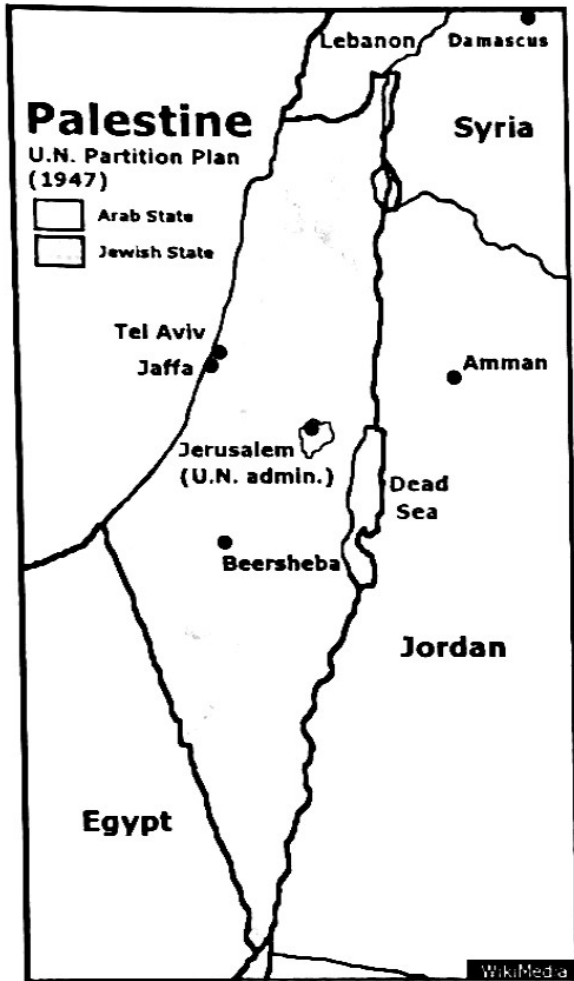 Lebanon
Damascus
Palestine
U.N. Partition Plan
(1947)
Syria
Arab State
Jewish State
Tel Aviv
Jaffa
Amman
Jerusalem
(U.N. admin.)
Dead
Sea
Beersheba
Jordan
Egypt
WikiMedia